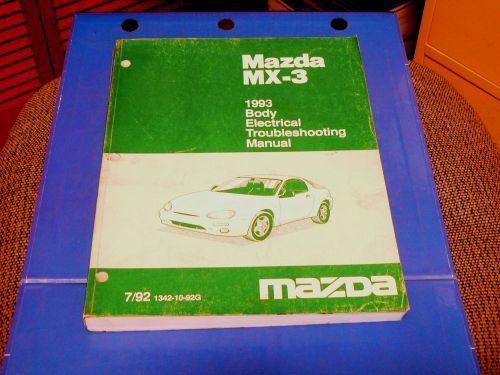 Mazda
MX-3
1993
Body
Electrical
Troubleshooting
Manual
7/92 1342-10-92G
mazDa